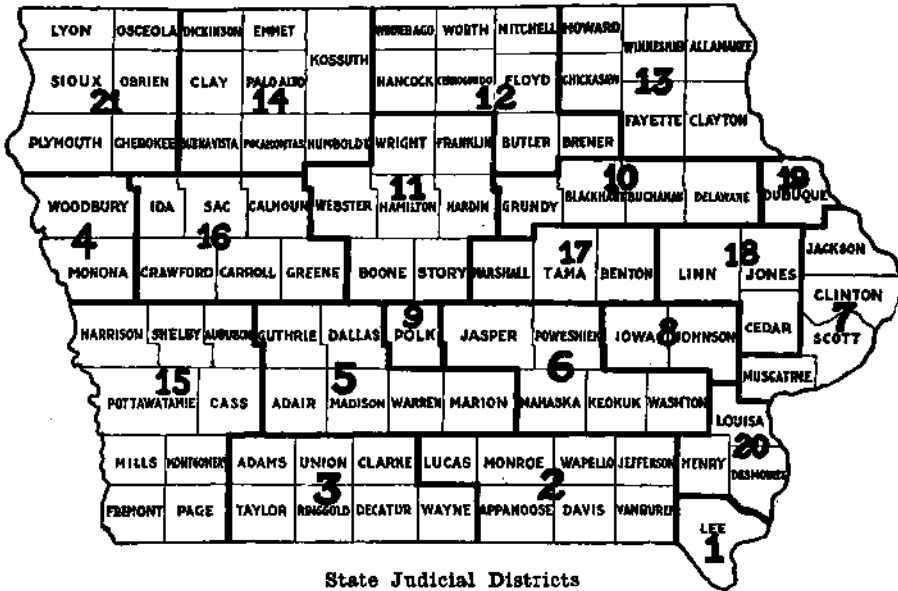 LYON OSCEOLA DICKINSON EMMET KOSSUTH WINNEBAGO WORTH MITCHELL HOWARD WINNESHIEK ALLAMAKEE
SIOUX OBRIEN CLAY PALO ALTO HANCOCK CERRO GORDO FLOYD CHICKASAW
21 14 12 13
PLYMOUTH CHEROKEE BUENA VISTA POCAHONTAS HUMBOLDT WRIGHT FRANKLIN BUTLER BREMER FAYETTE CLAYTON
WOODBURY IDA SAC CALHOUN WEBSTER HAMILTON HARDIN GRUNDY BLACKHAWK BUCHANAN DELAWARE DUBUQUE
4 16 11 10 19
MONONA CRAWFORD CARROLL GREENE BOONE STORY MARSHALL TAMA BENTON LINN JONES JACKSON
17 18
CLINTON
HARRISON SHELBY AUDUBON GUTHRIE DALLAS POLK JASPER POWESHIEK IOWA JOHNSON CEDAR SCOTT
9 8 7
MUSCATINE
15 5 6
POTTAWATAMIE CASS ADAIR MADISON WARREN MARION MAHASKA KEOKUK WASHTON LOUISA
MILLS MONTGOMERY ADAMS UNION CLARKE LUCAS MONROE WAPELLO JEFFERSON HENRY DESMOINES
3 2 20
FREMONT PAGE TAYLOR RINGGOLD DECATUR WAYNE APPANOOSE DAVIS VANBUREN LEE
1
State Judicial Districts